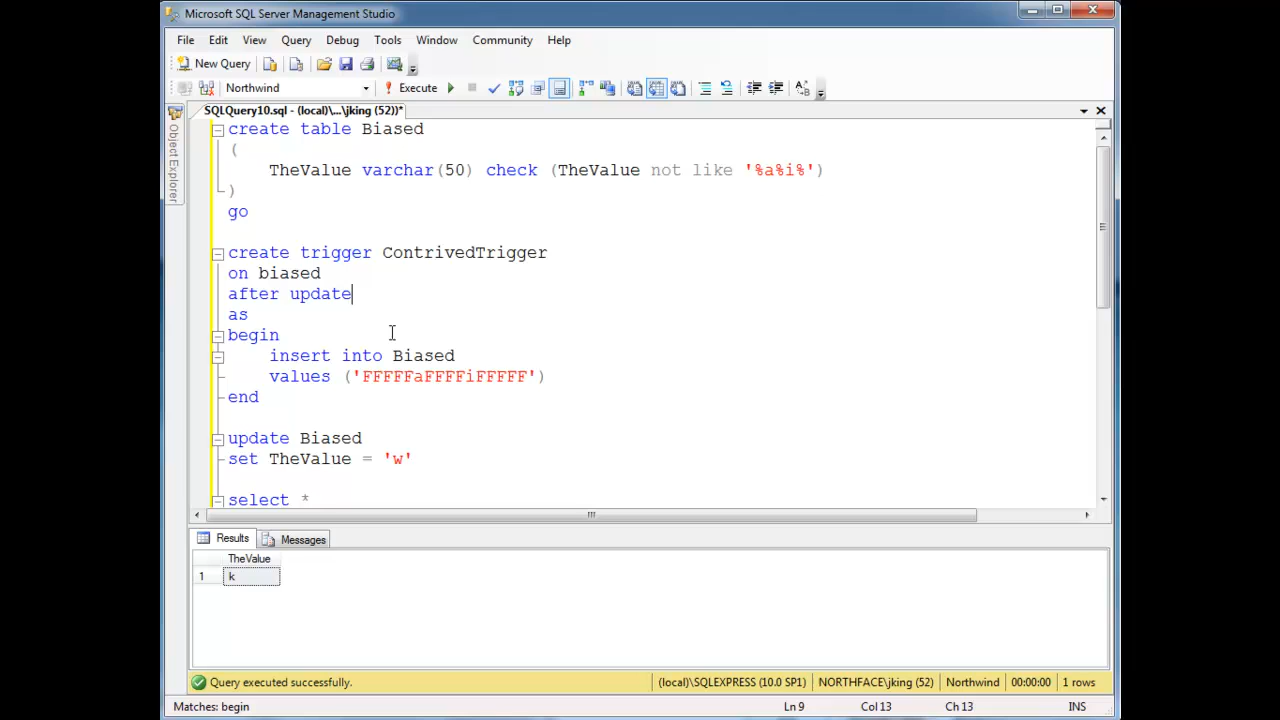 Microsoft SQL Server Management Studio
File Edit View Query Debug Tools Window Community Help
New Query
Northwind Execute
SQLQuery10.sql - (local)\...\jking (52))*
Object Explorer
create table Biased
(
TheValue varchar(50) check (TheValue not like '%a%i%')
)
go
create trigger ContrivedTrigger
on biased
after update
as
begin
insert into Biased
values ('FFFFFaFFFFiFFFFF')
end
update Biased
set TheValue = 'w'
select *
Results Messages
TheValue
1 k
Query executed successfully. (local)\SQLEXPRESS (10.0 SP1) NORTHFACE\jking (52) Northwind 00:00:00 1 rows
Matches: begin Ln 9 Col 13 Ch 13 INS